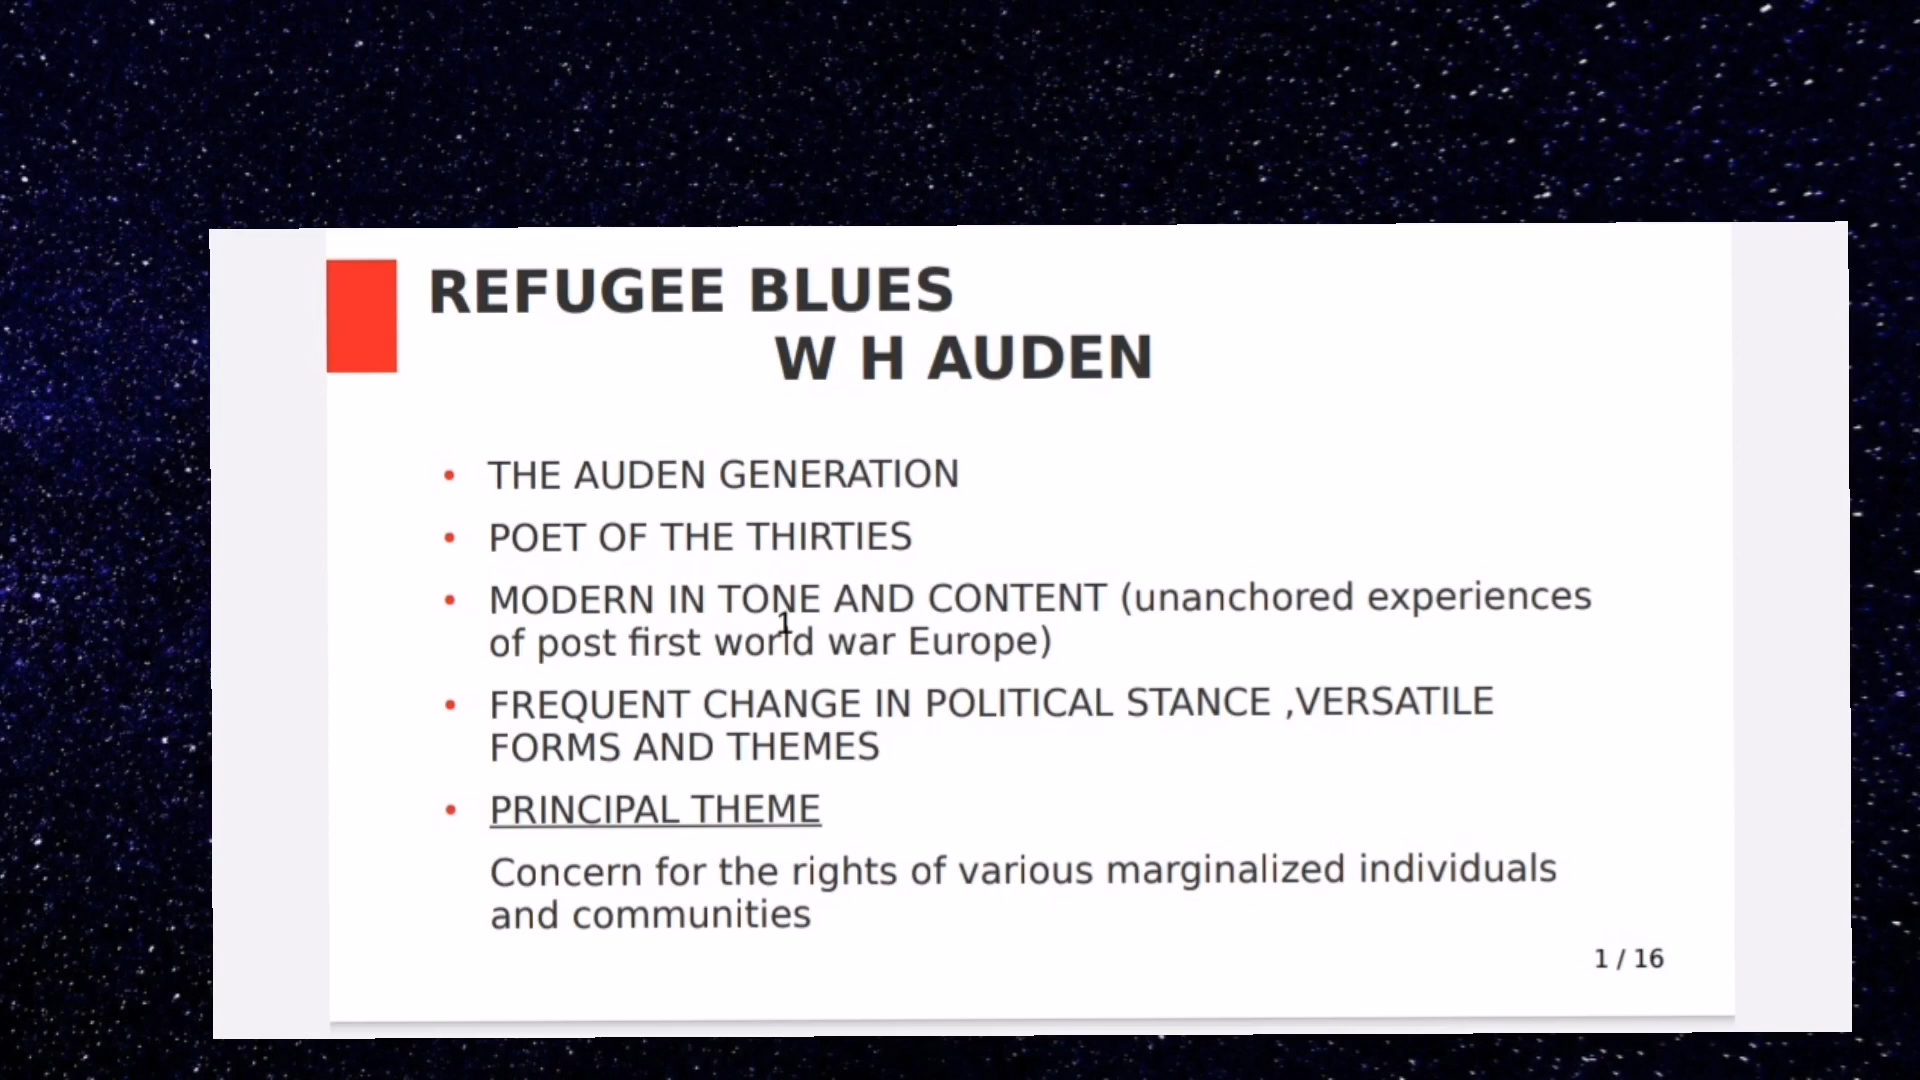 REFUGEE BLUES
W H AUDEN
• THE AUDEN GENERATION
• POET OF THE THIRTIES
• MODERN IN TONE AND CONTENT (unanchored experiences
1
of post first world war Europe)
• FREQUENT CHANGE IN POLITICAL STANCE ,VERSATILE
FORMS AND THEMES
• PRINCIPAL THEME
Concern for the rights of various marginalized individuals
and communities
1 / 16